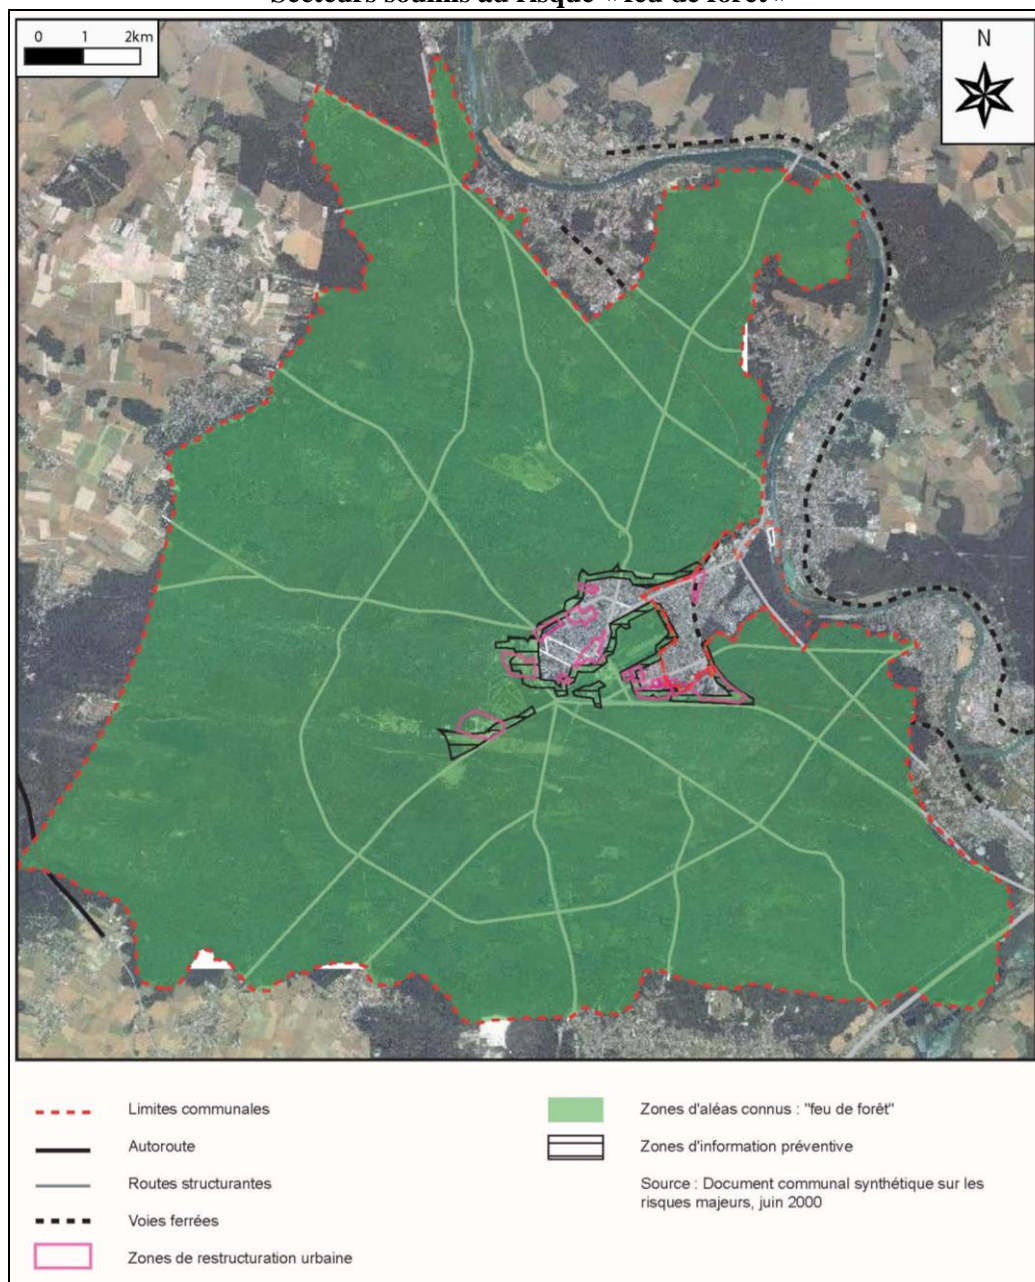 Secteurs soumis au risque « feu de forêt »
0 1 2km
N
Limites communales
Autoroute
Routes structurantes
Voies ferrées
Zones de restructuration urbaine
Zones d'aléas connus : "feu de forêt"
Zones d'information préventive
Source : Document communal synthétique sur les
risques majeurs, juin 2000